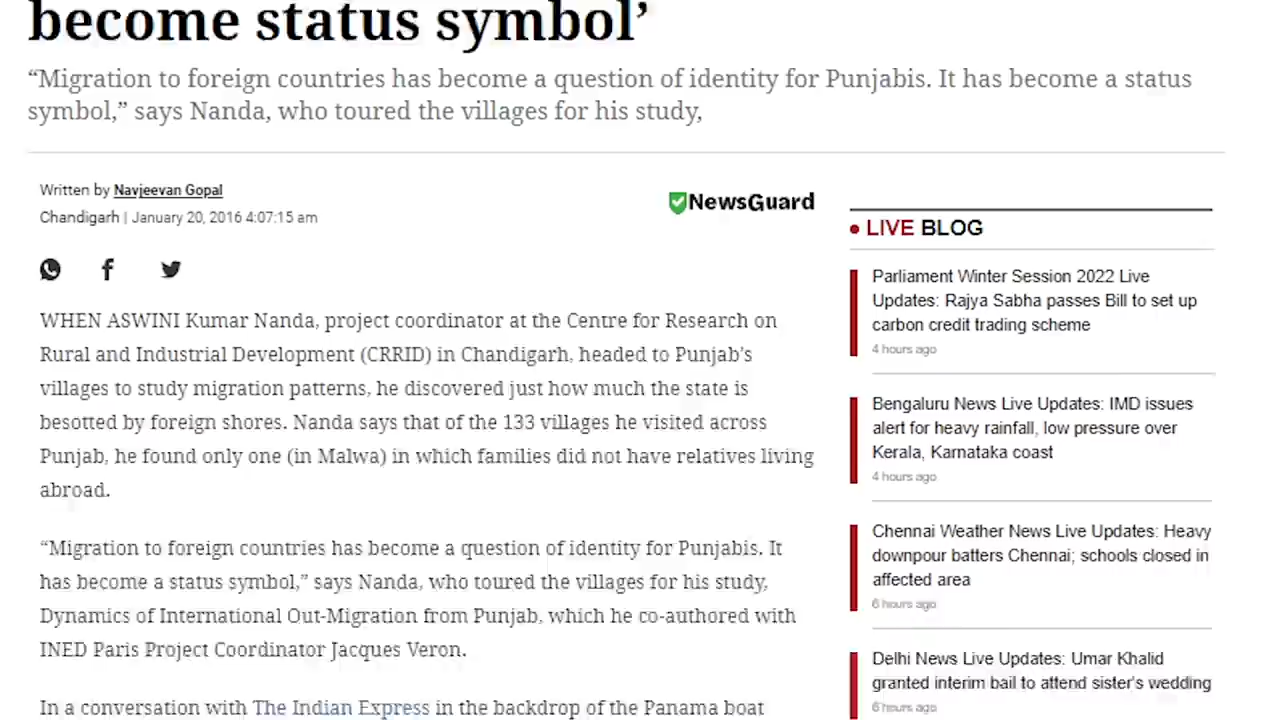 become status symbol’
“Migration to foreign countries has become a question of identity for Punjabis. It has become a status
symbol,” says Nanda, who toured the villages for his study,
Written by Navjeevan Gopal
Chandigarh | January 20, 2016 4:07:15 am
NewsGuard
WHEN ASWINI Kumar Nanda, project coordinator at the Centre for Research on
Rural and Industrial Development (CRRID) in Chandigarh, headed to Punjab’s
villages to study migration patterns, he discovered just how much the state is
besotted by foreign shores. Nanda says that of the 133 villages he visited across
Punjab, he found only one (in Malwa) in which families did not have relatives living
abroad.
“Migration to foreign countries has become a question of identity for Punjabis. It
has become a status symbol,” says Nanda, who toured the villages for his study,
Dynamics of International Out-Migration from Punjab, which he co-authored with
INED Paris Project Coordinator Jacques Veron.
In a conversation with The Indian Express in the backdrop of the Panama boat
LIVE BLOG
Parliament Winter Session 2022 Live
Updates: Rajya Sabha passes Bill to set up
carbon credit trading scheme
4 hours ago
Bengaluru News Live Updates: IMD issues
alert for heavy rainfall, low pressure over
Kerala, Karnataka coast
4 hours ago
Chennai Weather News Live Updates: Heavy
downpour batters Chennai; schools closed in
affected area
6 hours ago
Delhi News Live Updates: Umar Khalid
granted interim bail to attend sister's wedding
6 hours ago